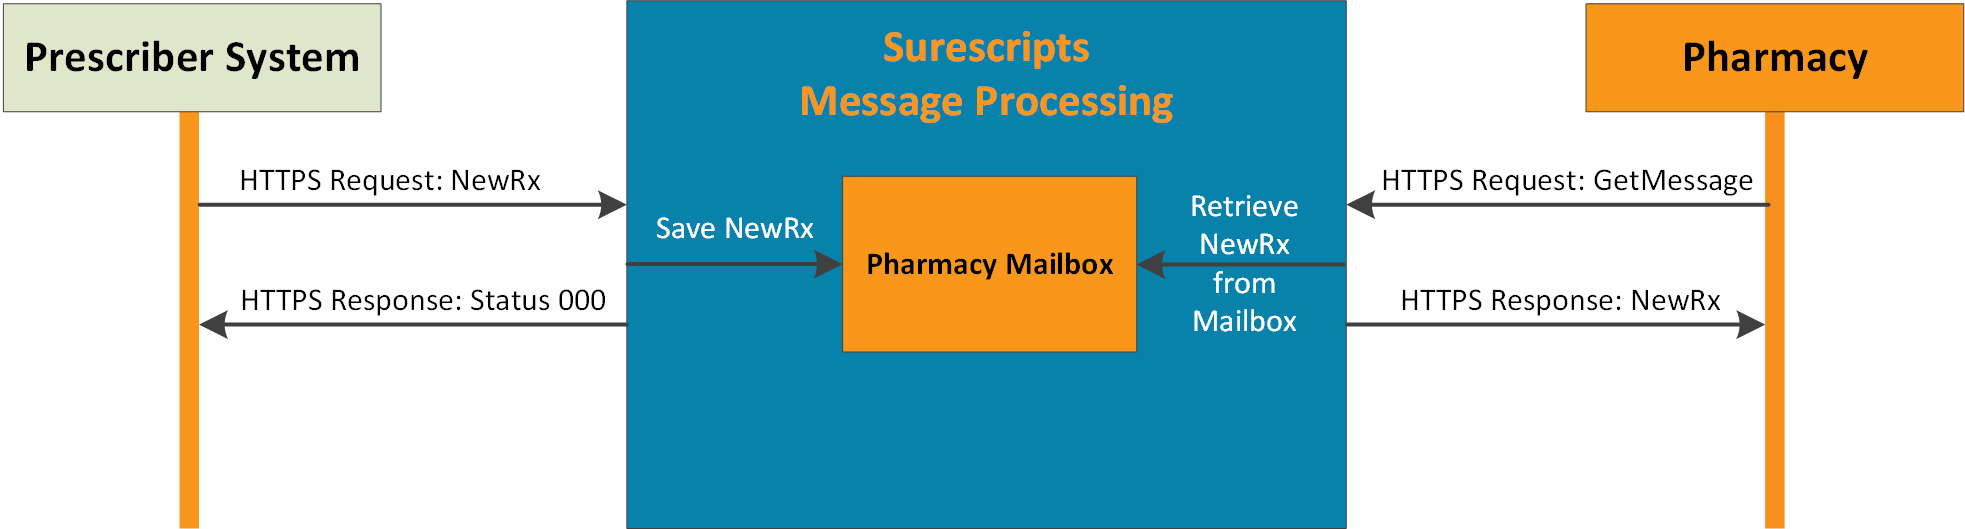 Prescriber System
Surescripts
Message Processing
Pharmacy
HTTPS Request: NewRx
Save NewRx
HTTPS Response: Status 000
Pharmacy Mailbox
Retrieve
NewRx
from
Mailbox
HTTPS Request: GetMessage
HTTPS Response: NewRx